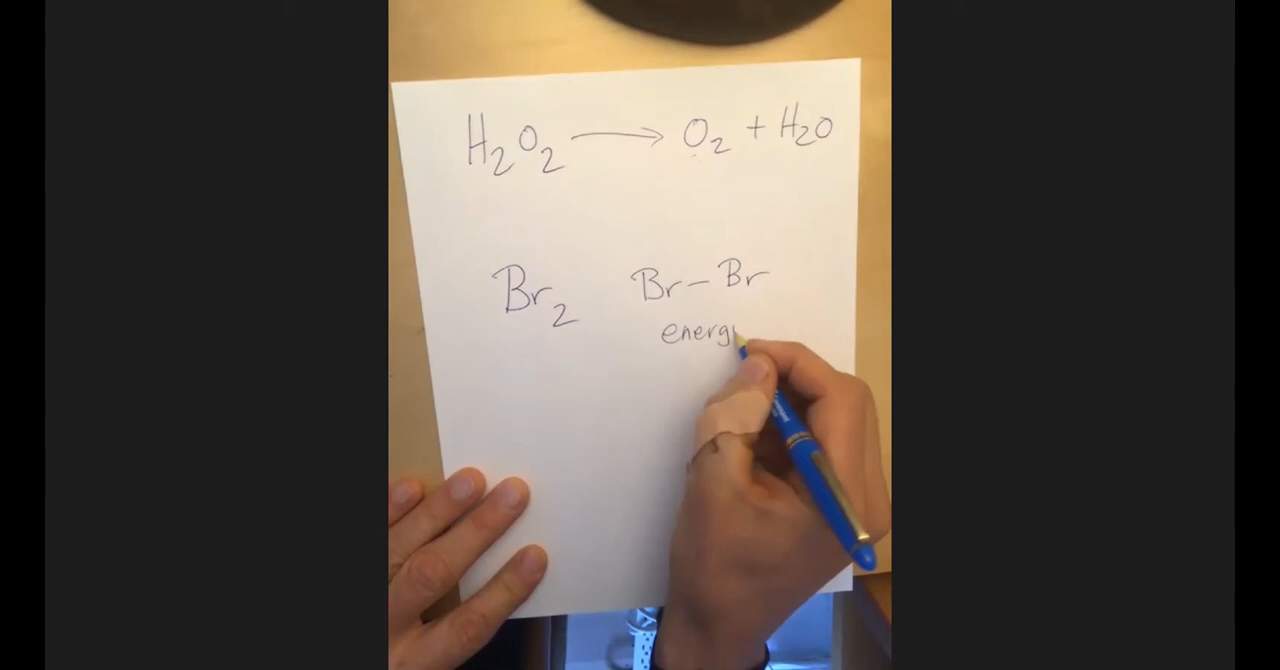 H₂O₂ → O₂ + H₂O
Br₂ Br–Br
energ